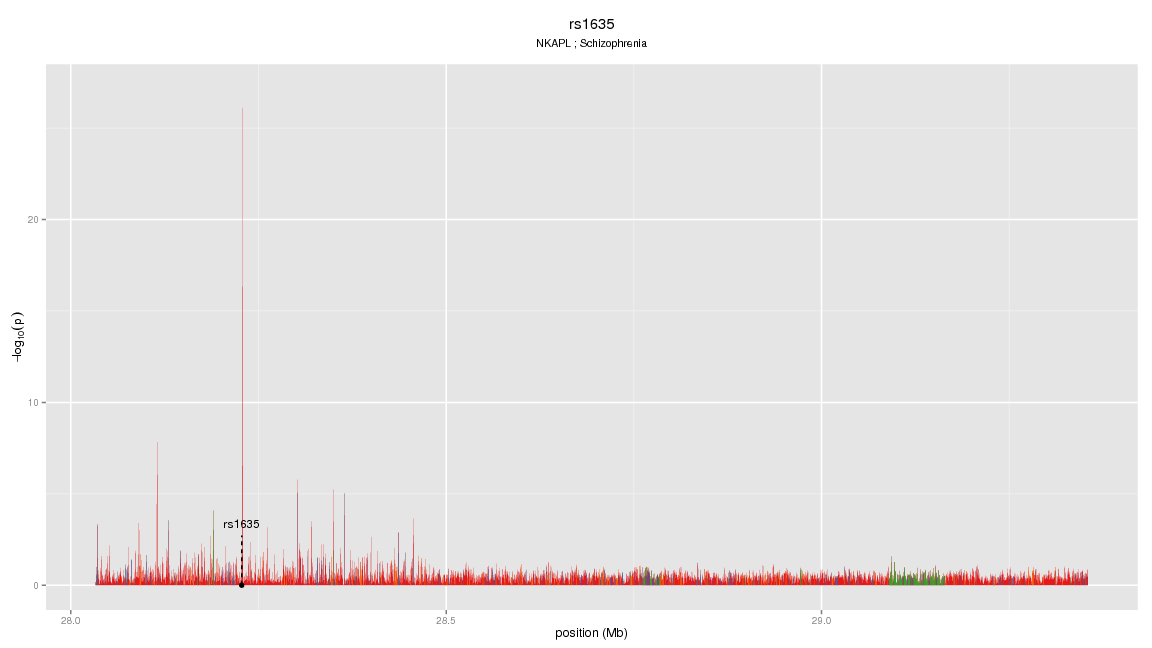 rs1635
NKAPL ; Schizophrenia
−log10(p)
20
10
0
rs1635
28.0
28.5
29.0
position (Mb)